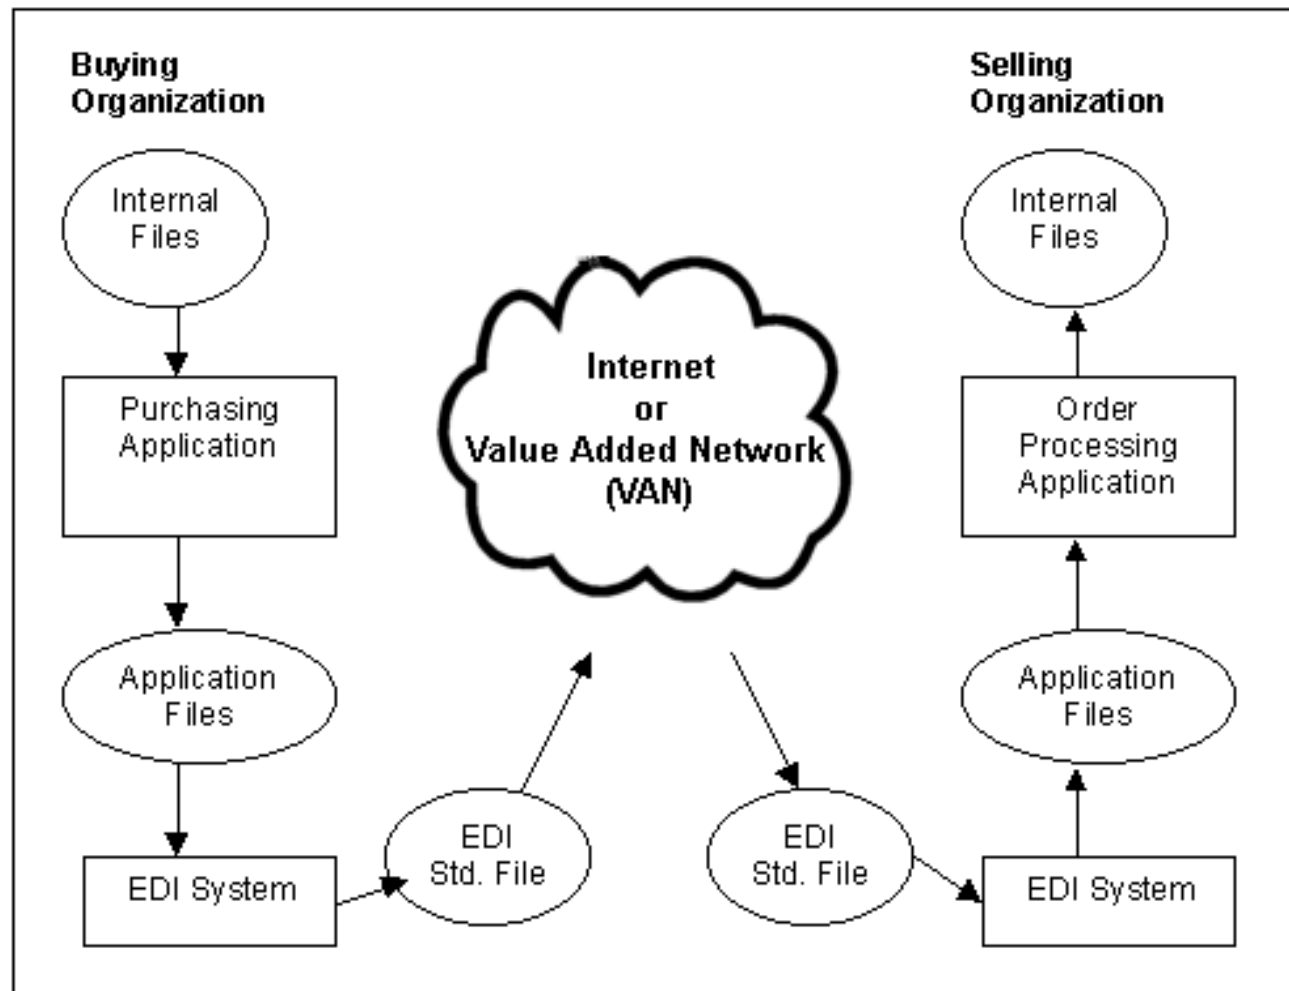 Buying
Organization
Internal
Files
Purchasing
Application
Application
Files
EDI System
EDI
Std. File
Internet
or
Value Added Network
(VAN)
EDI
Std. File
Selling
Organization
Internal
Files
Order
Processing
Application
Application
Files
EDI System